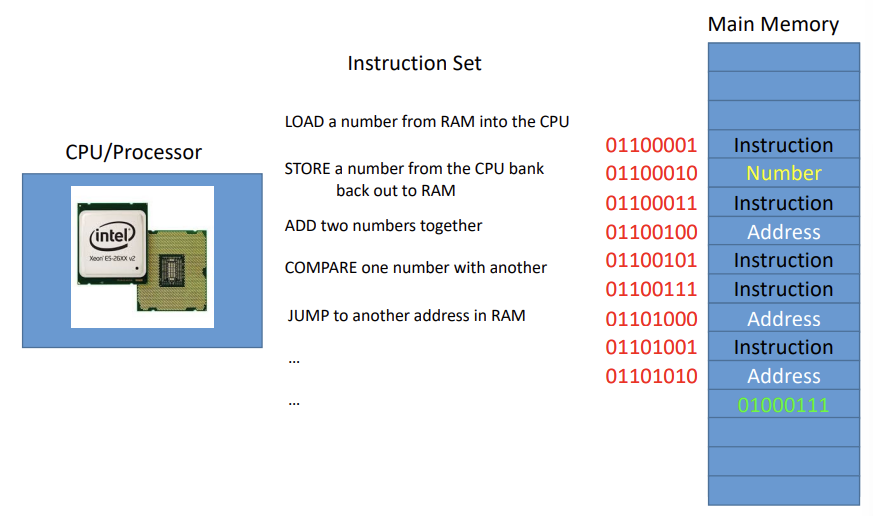 Main Memory
Instruction Set
LOAD a number from RAM into the CPU
CPU/Processor
STORE a number from the CPU bank
back out to RAM
ADD two numbers together
COMPARE one number with another
JUMP to another address in RAM
...
...
intel
Xeon E5-26XX v2
01100001 Instruction
01100010 Number
01100011 Instruction
01100100 Address
01100101 Instruction
01100111 Instruction
01101000 Address
01101001 Instruction
01101010 Address
01000111